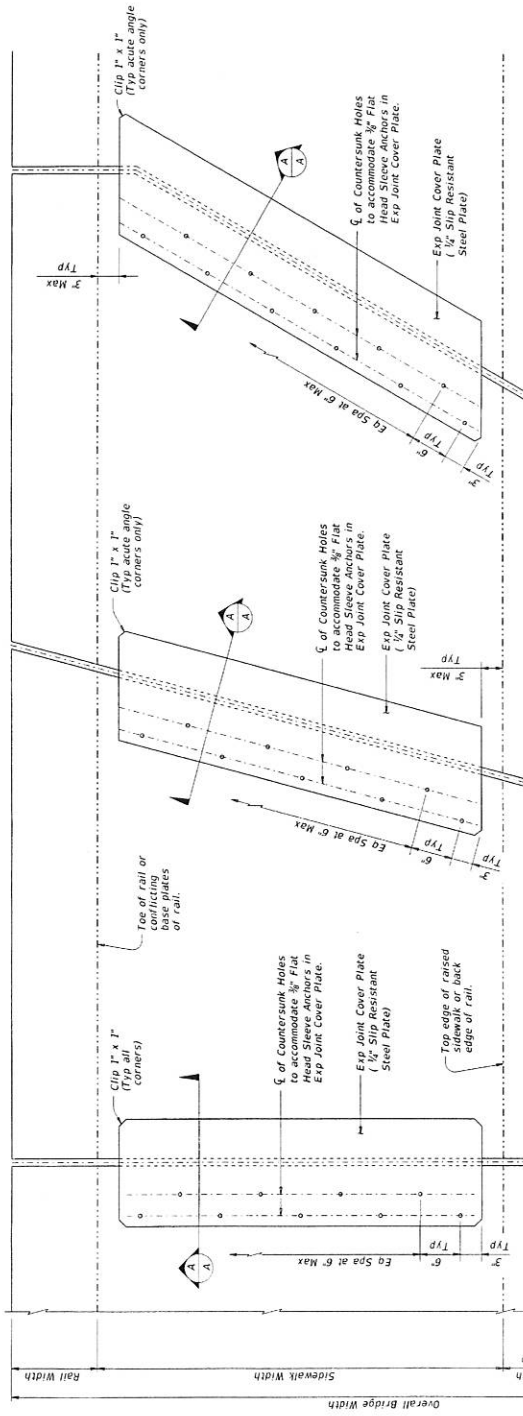 Overall Bridge Width
Rail Width
Sidewalk Width
Clip 1" x 1"
(Typ all
corners)
A
A
℄ of Countersunk Holes
to accommodate ⅜" Flat
Head Sleeve Anchors in
Exp Joint Cover Plate.
Exp Joint Cover Plate
( ¼" Slip Resistant
Steel Plate)
Eq Spa at 6" Max
6"
Typ
3"
Toe of rail or
conflicting
base plates
of rail.
Top edge of raised
sidewalk or back
edge of rail.
Clip 1" x 1"
(Typ acute angle
corners only)
A
A
℄ of Countersunk Holes
to accommodate ⅜" Flat
Head Sleeve Anchors in
Exp Joint Cover Plate.
Exp Joint Cover Plate
( ¼" Slip Resistant
Steel Plate)
3" Max
Typ
Eq Spa at 6" Max
6"
Typ
3"
Typ
3" Max
Typ
Clip 1" x 1"
(Typ acute angle
corners only)
A
A
℄ of Countersunk Holes
to accommodate ⅜" Flat
Head Sleeve Anchors in
Exp Joint Cover Plate.
Exp Joint Cover Plate
( ¼" Slip Resistant
Steel Plate)
Eq Spa at 6" Max
6"
Typ
3"
Typ